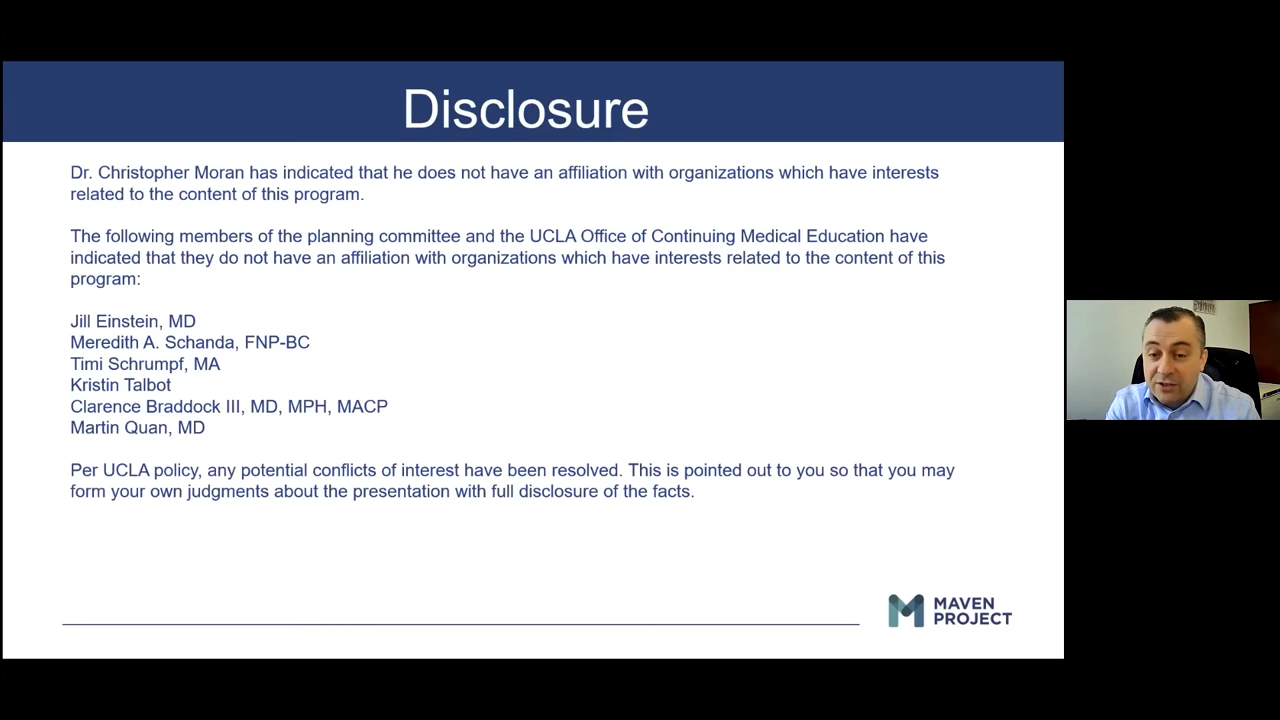 Disclosure
Dr. Christopher Moran has indicated that he does not have an affiliation with organizations which have interests
related to the content of this program.
The following members of the planning committee and the UCLA Office of Continuing Medical Education have
indicated that they do not have an affiliation with organizations which have interests related to the content of this
program:
Jill Einstein, MD
Meredith A. Schanda, FNP-BC
Timi Schrumpf, MA
Kristin Talbot
Clarence Braddock III, MD, MPH, MACP
Martin Quan, MD
Per UCLA policy, any potential conflicts of interest have been resolved. This is pointed out to you so that you may
form your own judgments about the presentation with full disclosure of the facts.
MAVEN
PROJECT